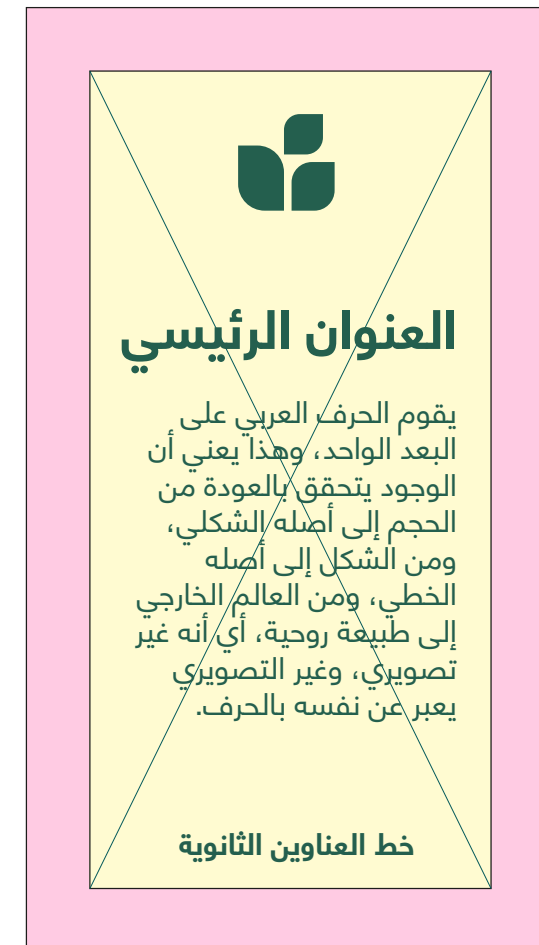 العنوان الرئيسي
يقوم الحرف العربي على
البعد الواحد، وهذا يعني أن
الوجود يتحقق بالعودة من
الحجم إلى أصله الشكلي،
ومن الشكل إلى أصله
الخطي، ومن العالم الخارجي
إلى طبيعة روحية، أي أنه غير
تصويري، وغير التصويري
يعبر عن نفسه بالحرف.
خط العناوين الثانوية